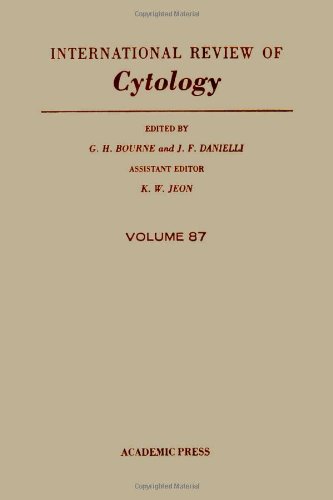 INTERNATIONAL REVIEW OF
Cytology
EDITED BY
G. H. BOURNE and J. F. DANIELLI
ASSISTANT EDITOR
K. W. JEON
VOLUME 87
ACADEMIC PRESS